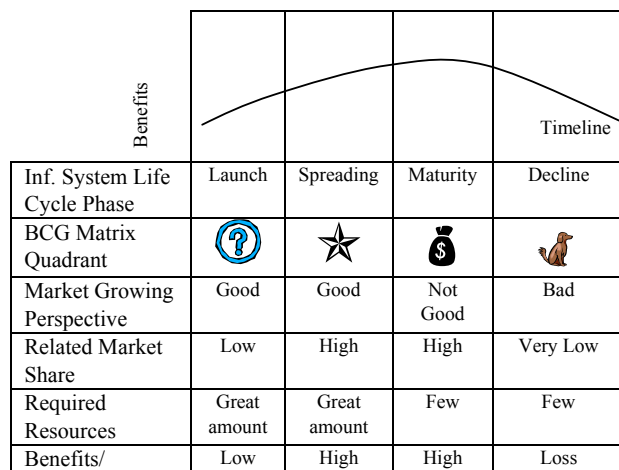 Benefits
Timeline
Inf. System Life Cycle Phase Launch Spreading Maturity Decline
BCG Matrix Quadrant ? $
Market Growing Perspective Good Good Not Good Bad
Related Market Share Low High High Very Low
Required Resources Great amount Great amount Few Few
Benefits/ Low High High Loss